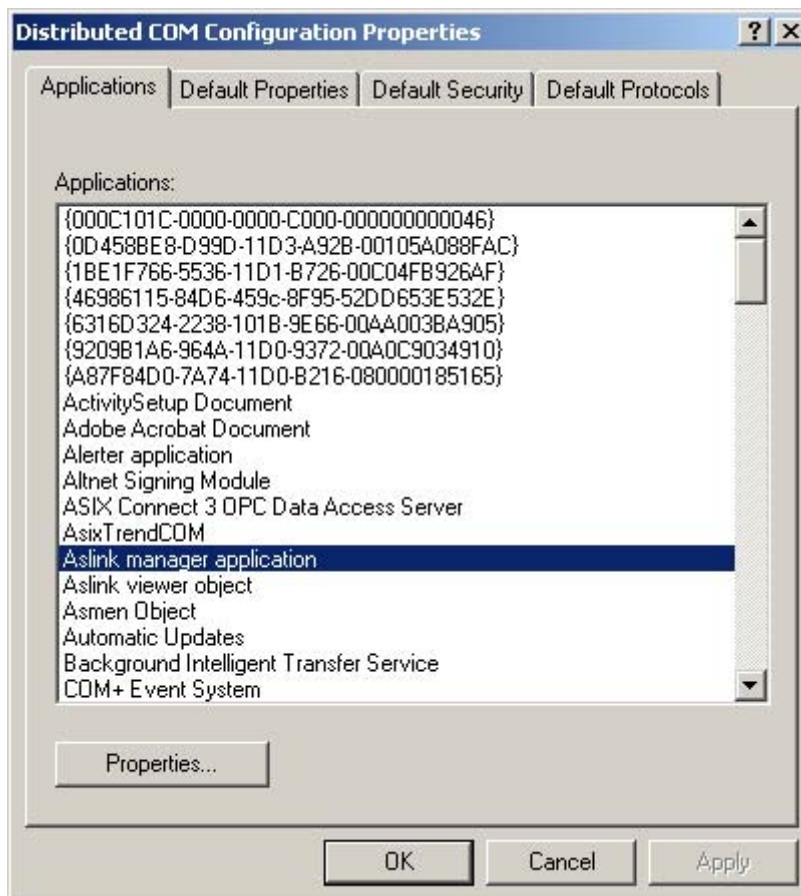 Distributed COM Configuration Properties
Applications Default Properties Default Security Default Protocols
Applications:
{000C101C-0000-0000-C000-000000000046}
{0D458BE8-D99D-11D3-A92B-00105A088FAC}
{1BE1F766-5536-11D1-B726-00C04FB926AF}
{46986115-84D6-459c-8F95-52DD653E532E}
{6316D324-2238-101B-9E66-00AA003BA905}
{9209B1A6-964A-11D0-9372-00A0C9034910}
{A87F84D0-7A74-11D0-B216-080000185165}
ActivitySetup Document
Adobe Acrobat Document
Alerter application
Altnet Signing Module
ASIX Connect 3 OPC Data Access Server
AsixTrendCOM
Aslink manager application
Aslink viewer object
Asmen Object
Automatic Updates
Background Intelligent Transfer Service
COM+ Event System
Properties...
OK Cancel Apply